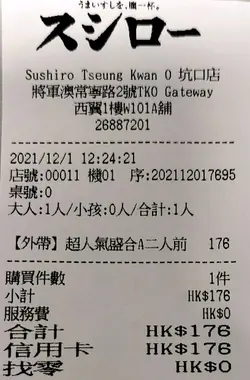 うまいすしを、腹一杯。
スシロー
Sushiro Tseung Kwan O 坑口店
將軍澳常寧路2號TKO Gateway
西翼1樓W101A舖
26887201
2021/12/1 12:24:21
店號:00011 機01 序:202112017695
桌號:0
大人:1人/小孩:0人/合計:1人
【外帶】超人氣盛合A二人前 176
購買件數 1件
小計 HK$176
服務費 HK$0
合計 HK$176
信用卡 HK$176
找零 HK$0